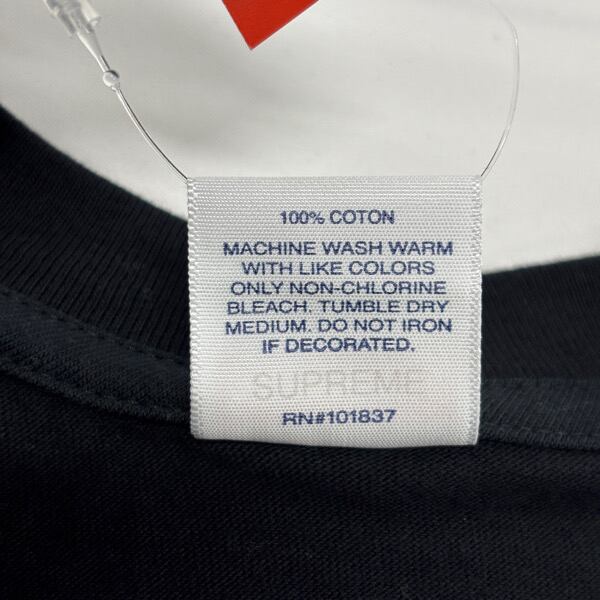 100% COTON
MACHINE WASH WARM
WITH LIKE COLORS
ONLY NON-CHLORINE
BLEACH. TUMBLE DRY
MEDIUM. DO NOT IRON
IF DECORATED.
SUPREME
RN#101837